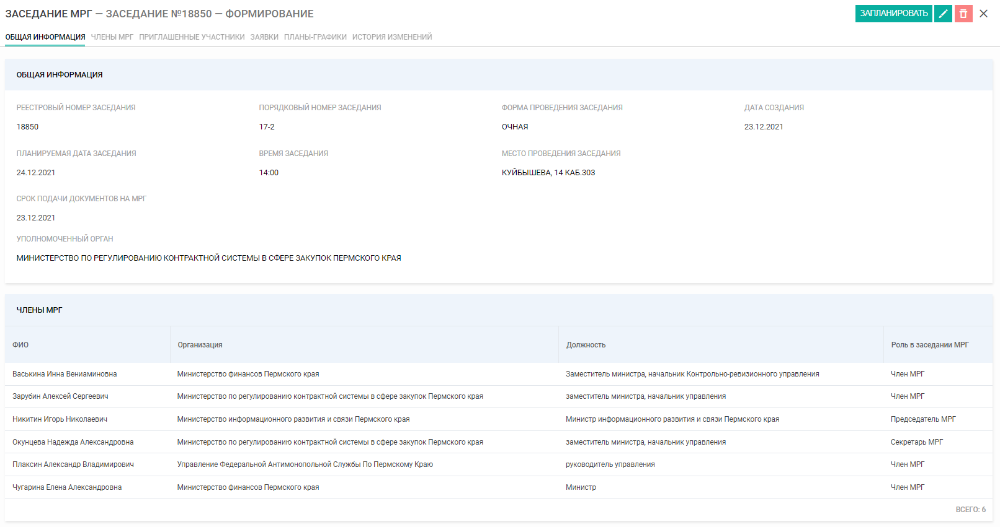 ЗАСЕДАНИЕ МРГ — ЗАСЕДАНИЕ №18850 — ФОРМИРОВАНИЕ
ЗАПЛАНИРОВАТЬ
ОБЩАЯ ИНФОРМАЦИЯ ЧЛЕНЫ МРГ ПРИГЛАШЕННЫЕ УЧАСТНИКИ ЗАЯВКИ ПЛАНЫ-ГРАФИКИ ИСТОРИЯ ИЗМЕНЕНИЙ
ОБЩАЯ ИНФОРМАЦИЯ
РЕЕСТРОВЫЙ НОМЕР ЗАСЕДАНИЯ ПОРЯДКОВЫЙ НОМЕР ЗАСЕДАНИЯ ФОРМА ПРОВЕДЕНИЯ ЗАСЕДАНИЯ ДАТА СОЗДАНИЯ
18850 17-2 ОЧНАЯ 23.12.2021
ПЛАНИРУЕМАЯ ДАТА ЗАСЕДАНИЯ ВРЕМЯ ЗАСЕДАНИЯ МЕСТО ПРОВЕДЕНИЯ ЗАСЕДАНИЯ
24.12.2021 14:00 КУЙБЫШЕВА, 14 КАБ.303
СРОК ПОДАЧИ ДОКУМЕНТОВ НА МРГ
23.12.2021
УПОЛНОМОЧЕННЫЙ ОРГАН
МИНИСТЕРСТВО ПО РЕГУЛИРОВАНИЮ КОНТРАКТНОЙ СИСТЕМЫ В СФЕРЕ ЗАКУПОК ПЕРМСКОГО КРАЯ
ЧЛЕНЫ МРГ
ФИО Организация Должность Роль в заседании МРГ
Васькина Инна Вениаминовна Министерство финансов Пермского края Заместитель министра, начальник Контрольно-ревизионного управления Член МРГ
Зарубин Алексей Сергеевич Министерство по регулированию контрактной системы в сфере закупок Пермского края заместитель министра, начальник управления Член МРГ
Никитин Игорь Николаевич Министерство информационного развития и связи Пермского края Министр информационного развития и связи Пермского края Председатель МРГ
Окунцева Надежда Александровна Министерство по регулированию контрактной системы в сфере закупок Пермского края заместитель министра, начальник управления Секретарь МРГ
Плаксин Александр Владимирович Управление Федеральной Антимонопольной Службы По Пермскому Краю руководитель управления Член МРГ
Чугарина Елена Александровна Министерство финансов Пермского края Министр Член МРГ
ВСЕГО: 6